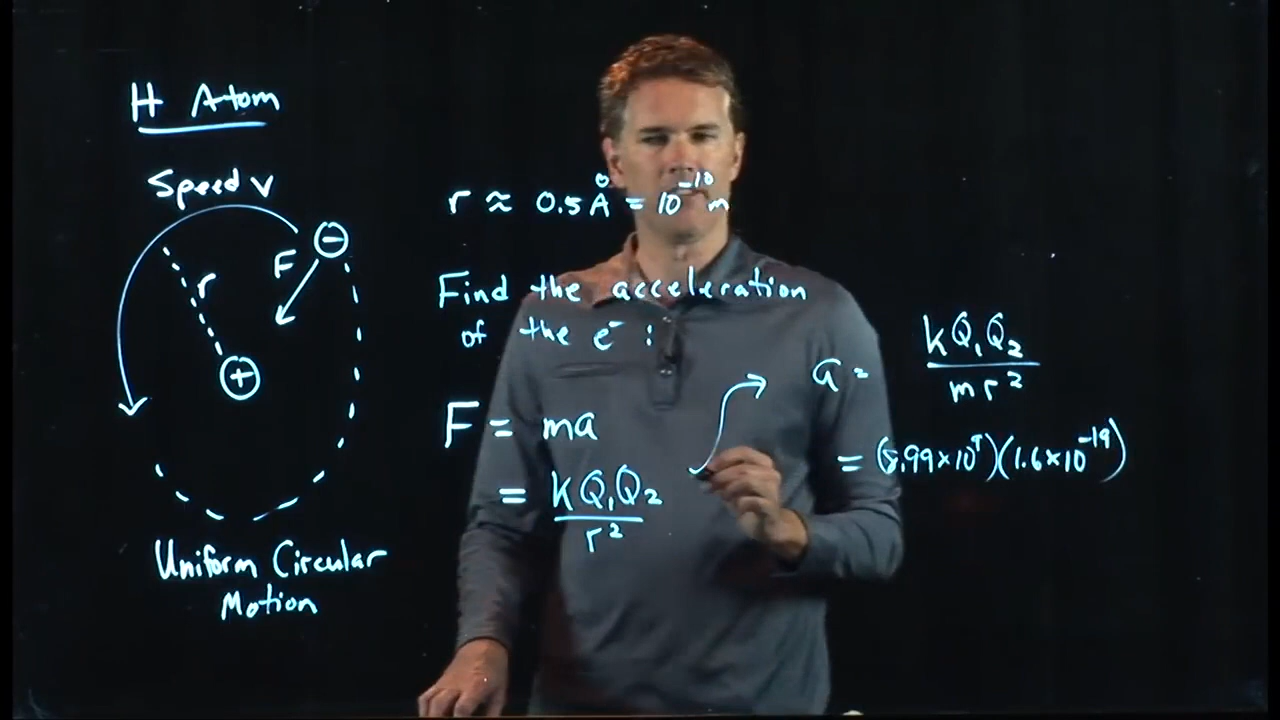 H Atom
Speed v
r
F
−
+
Uniform Circular
Motion
r ≈ 0.5 Å = 10⁻¹⁰ m
Find the acceleration
of the e⁻ :
F = ma
= kQ₁Q₂ / r²
a = kQ₁Q₂ / mr²
= (8.99×10⁹)(1.6×10⁻¹⁹)